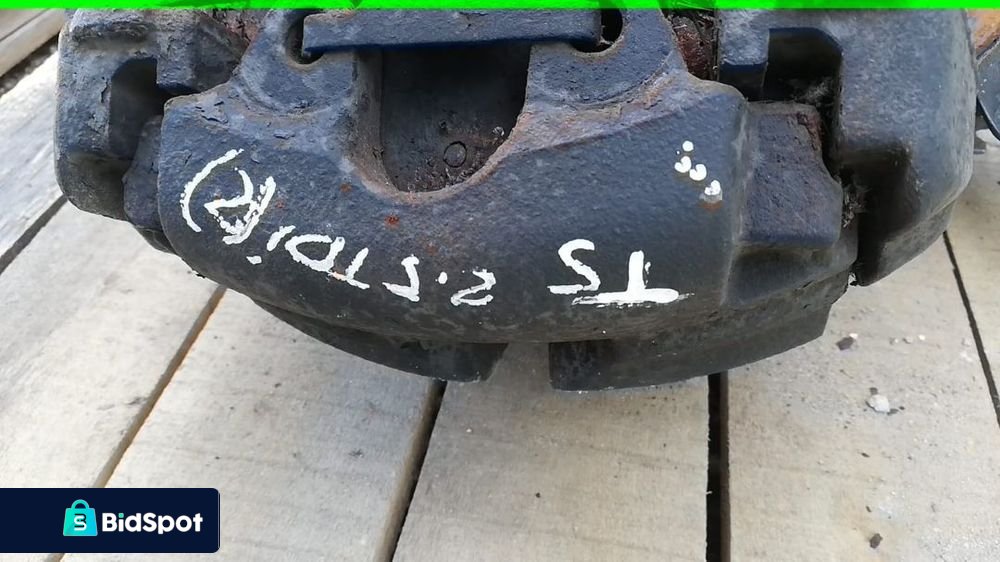 T5 2.5TDi (R)
BidSpot